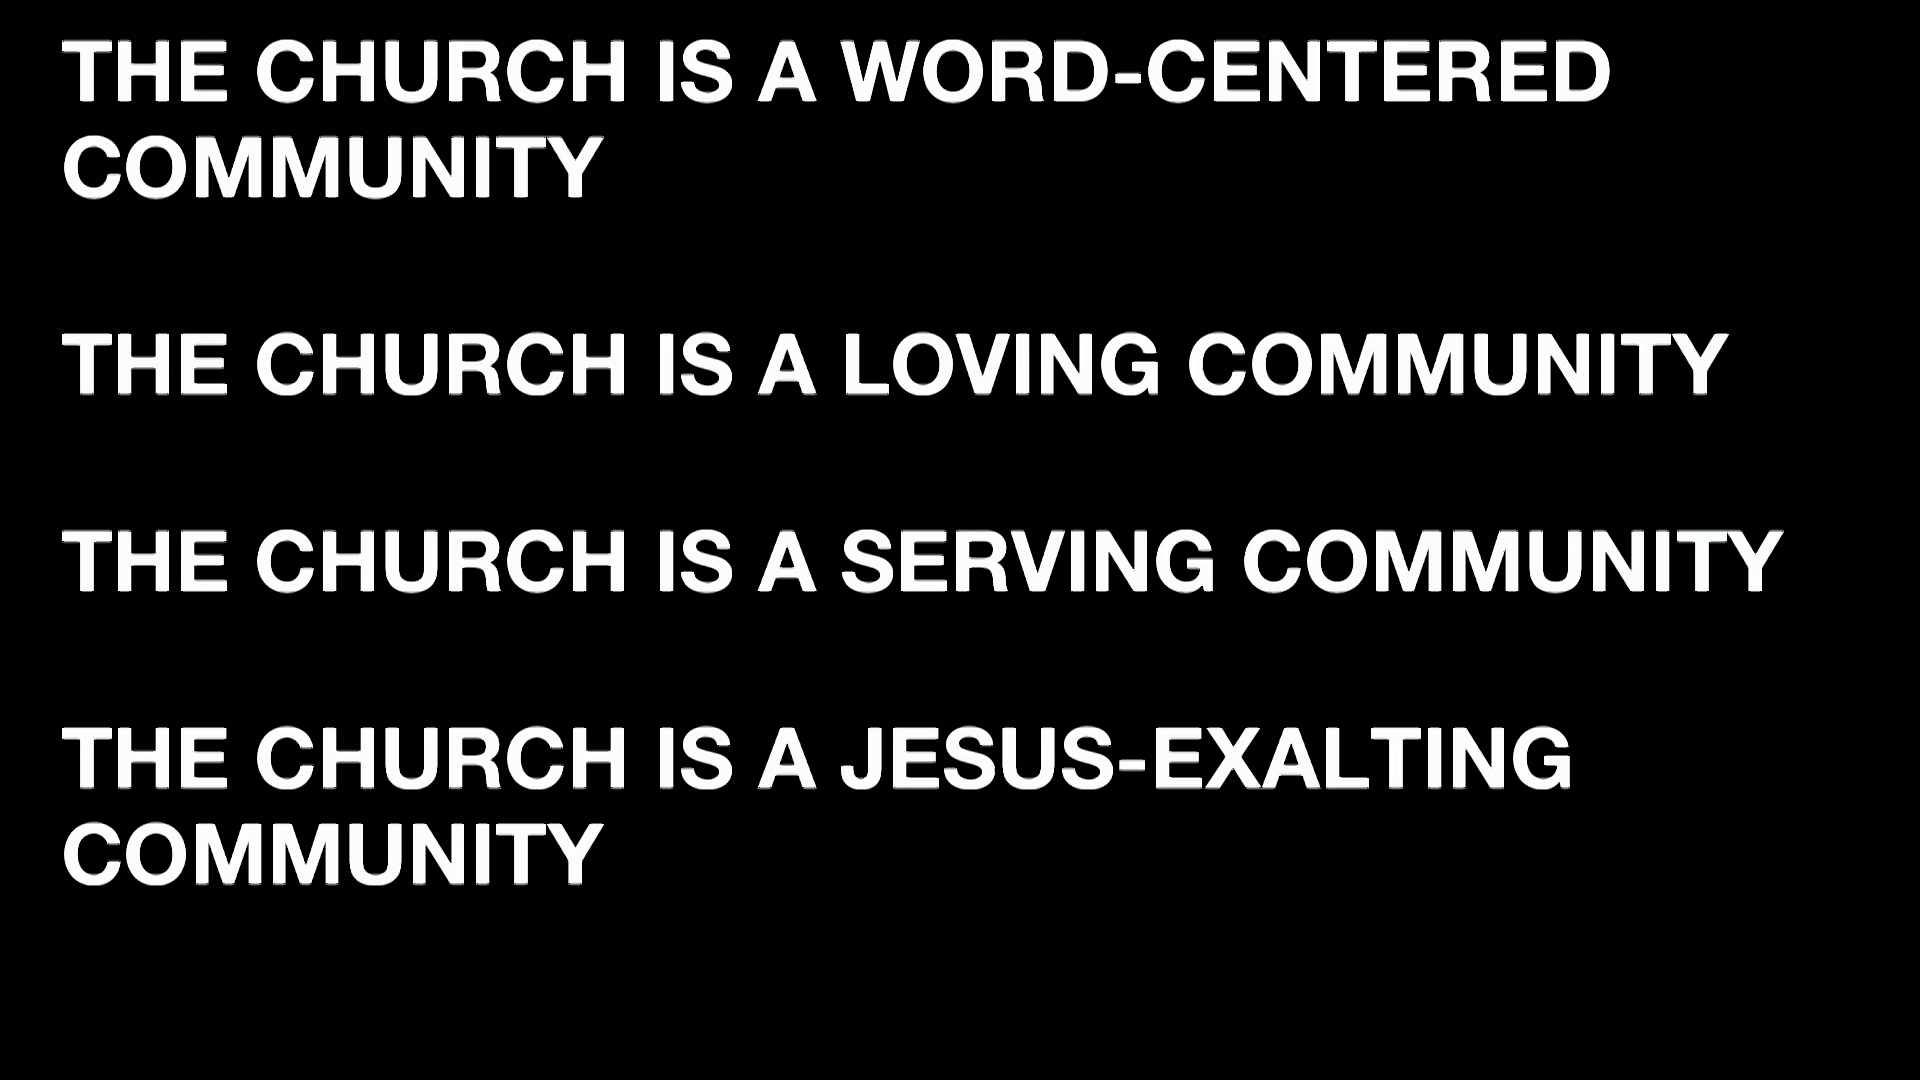 THE CHURCH IS A WORD-CENTERED
COMMUNITY
THE CHURCH IS A LOVING COMMUNITY
THE CHURCH IS A SERVING COMMUNITY
THE CHURCH IS A JESUS-EXALTING
COMMUNITY